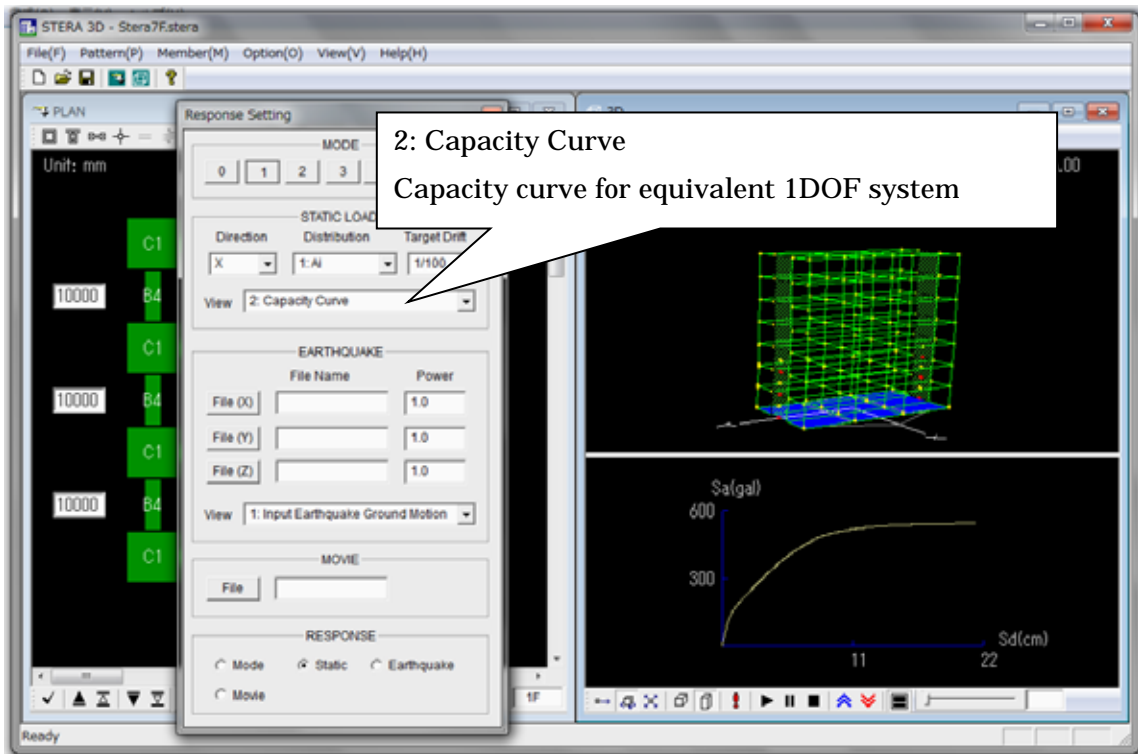 STERA 3D - Stera7F.stera
File(F) Pattern(P) Member(M) Option(O) View(V) Help(H)
PLAN
Unit: mm
C1
10000 B4
C1
10000 B4
C1
10000 B4
C1
1F
Response Setting
MODE
0 1 2 3
STATIC LOAD
Direction Distribution Target Drift
X 1: Ai 1/100
View 2: Capacity Curve
EARTHQUAKE
File Name Power
File (X) 1.0
File (Y) 1.0
File (Z) 1.0
View 1: Input Earthquake Ground Motion
MOVIE
File
RESPONSE
Mode Static Earthquake
Movie
2: Capacity Curve
Capacity curve for equivalent 1DOF system
.00
Sa(gal)
600
300
Sd(cm)
11 22
Ready